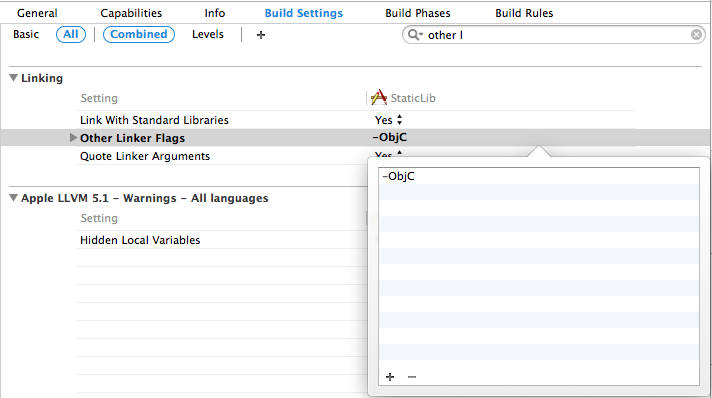 General Capabilities Info Build Settings Build Phases Build Rules
Basic All Combined Levels + other l
Linking
Setting StaticLib
Link With Standard Libraries Yes
Other Linker Flags -ObjC
Quote Linker Arguments Yes
-ObjC
Apple LLVM 5.1 - Warnings - All languages
Setting
Hidden Local Variables
+ -